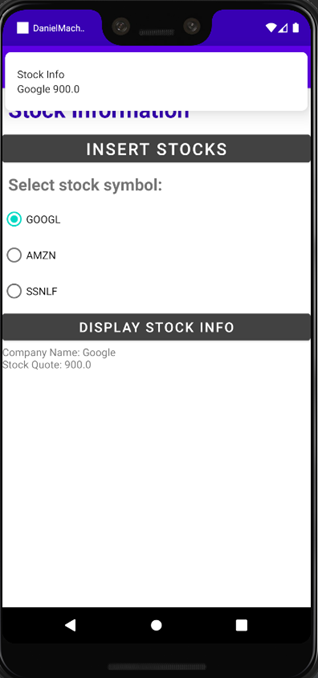 DanielMach..
Stock Info
Google 900.0
Stock Information
INSERT STOCKS
Select stock symbol:
GOOGL
AMZN
SSNLF
DISPLAY STOCK INFO
Company Name: Google
Stock Quote: 900.0